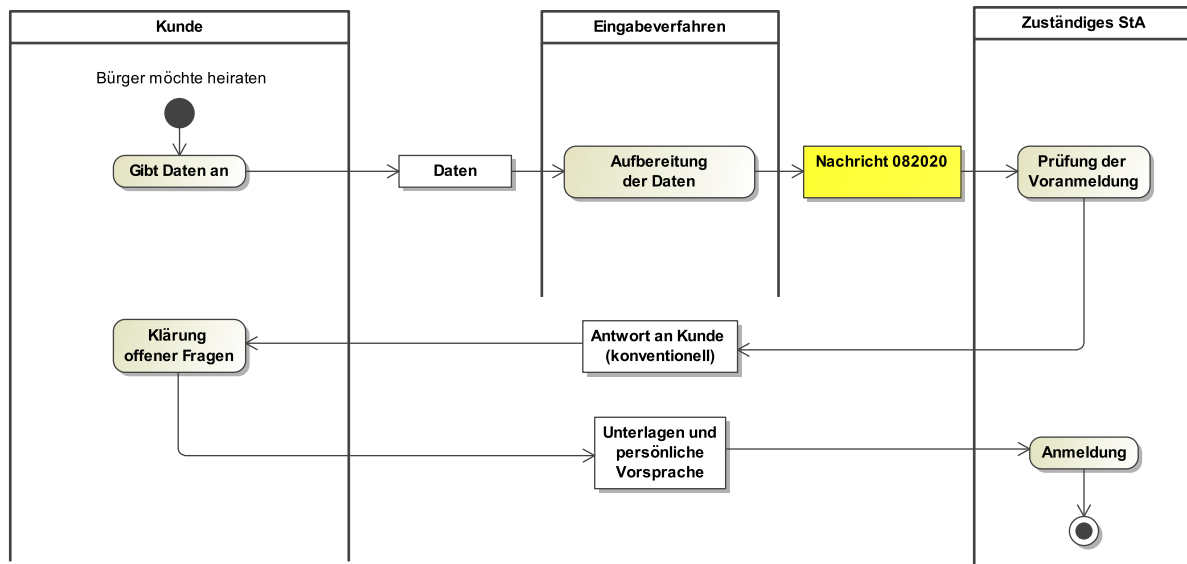 Kunde
Eingabeverfahren
Zuständiges StA
Bürger möchte heiraten
Gibt Daten an
Daten
Aufbereitung
der Daten
Nachricht 082020
Prüfung der
Voranmeldung
Klärung
offener Fragen
Antwort an Kunde
(konventionell)
Unterlagen und
persönliche
Vorsprache
Anmeldung